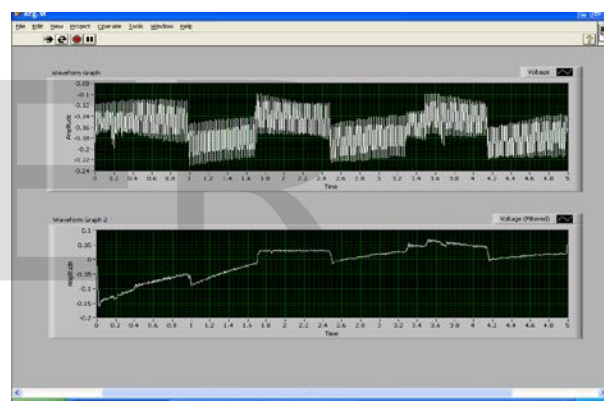 ecg.vi
File Edit View Project Operate Tools Window Help
Waveform Graph
Voltage
-0.08
-0.1
-0.12
-0.14
-0.16
-0.18
-0.2
-0.22
-0.24
Amplitude
0 0.2 0.4 0.6 0.8 1 1.2 1.4 1.6 1.8 2 2.2 2.4 2.6 2.8 3 3.2 3.4 3.6 3.8 4 4.2 4.4 4.6 4.8 5
Time
Waveform Graph 2
Voltage (Filtered)
0.1
0.05
0
-0.05
-0.1
-0.15
-0.2
Amplitude
0 0.2 0.4 0.6 0.8 1 1.2 1.4 1.6 1.8 2 2.2 2.4 2.6 2.8 3 3.2 3.4 3.6 3.8 4 4.2 4.4 4.6 4.8 5
Time
ER